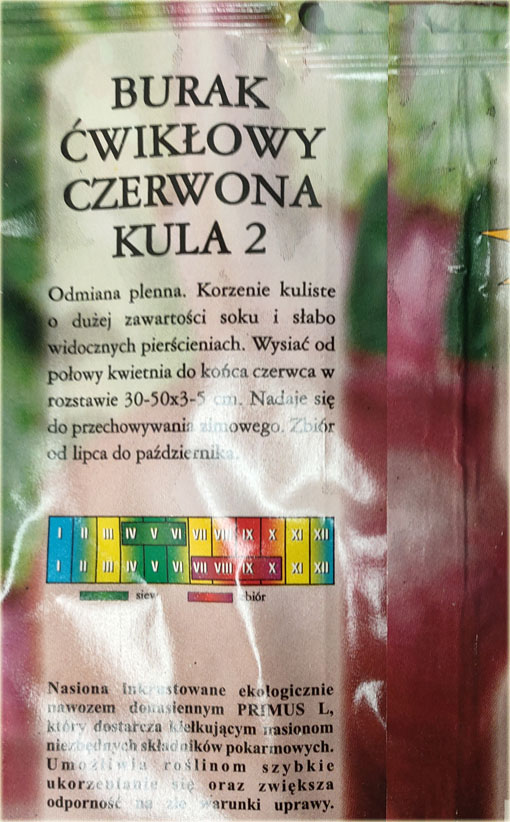 BURAK
ĆWIKŁOWY
CZERWONA
KULA 2
Odmiana plenna. Korzenie kuliste
o dużej zawartości soku i słabo
widocznych pierścieniach. Wysiać od
połowy kwietnia do końca czerwca w
rozstawie 30-50x3-5 cm. Nadaje się
do przechowywania zimowego. Zbiór
od lipca do października.
I II III IV V VI VII VIII IX X XI XII
I II III IV V VI VII VIII IX X XI XII
siew zbiór
Nasiona inkrustowane ekologicznie
nawozem donasiennym PRIMUS L,
który dostarcza kiełkującym nasionom
niezbędnych składników pokarmowych.
Umożliwia roślinom szybkie
ukorzenianie się oraz zwiększa
odporność na złe warunki uprawy.